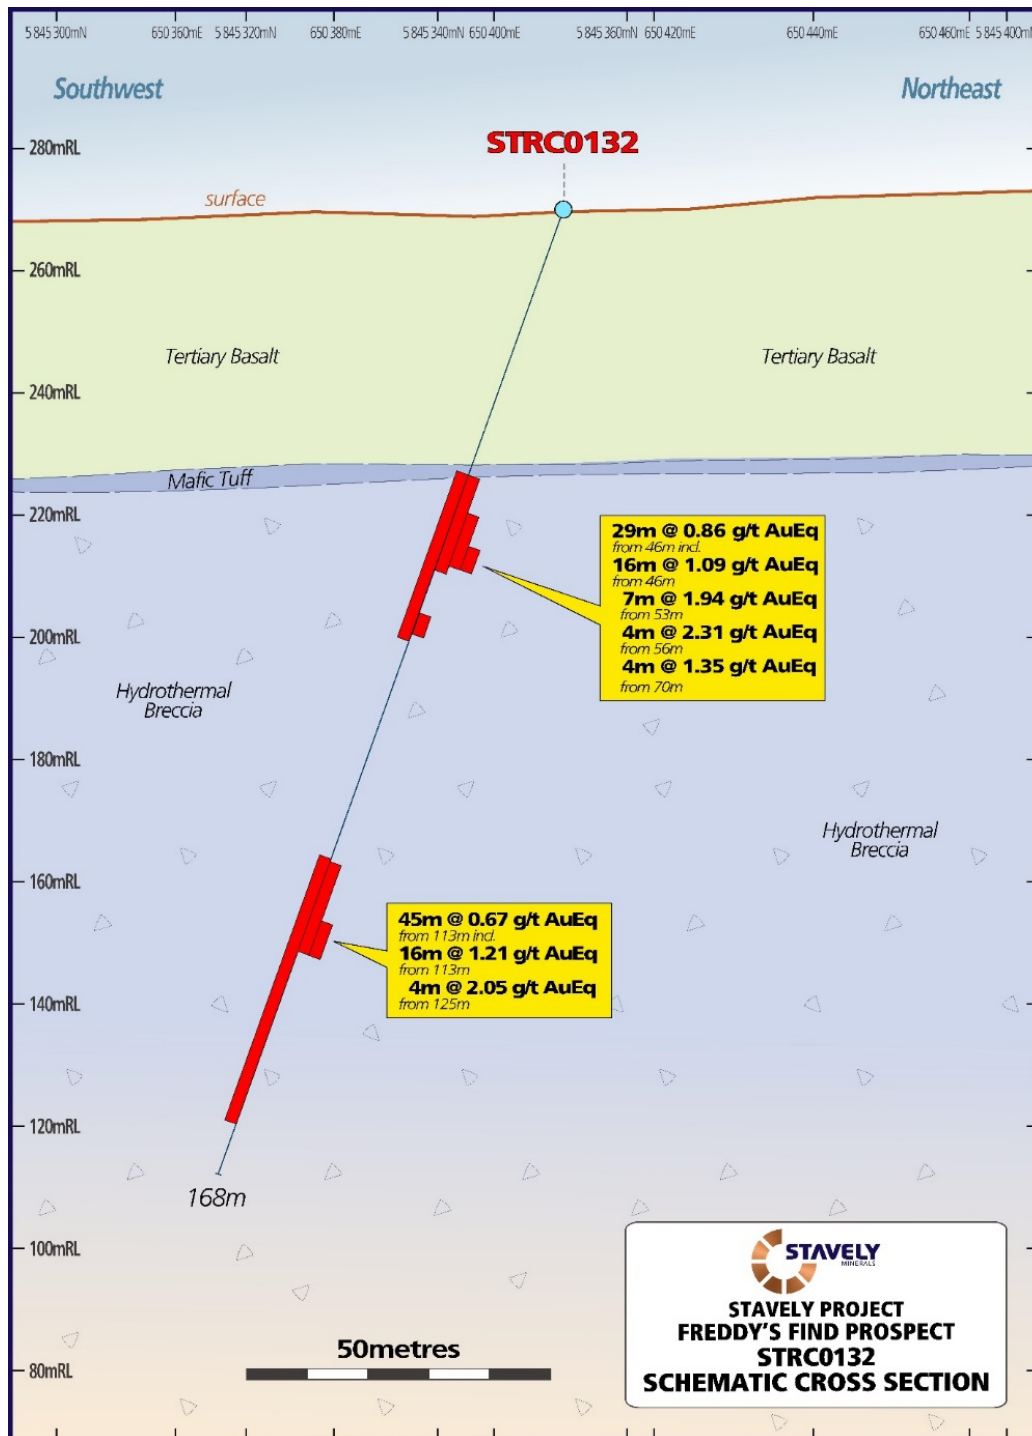 5 845 300mN 650 360mE 5 845 320mN 650 380mE 5 845 340mN 650 400mE 5 845 360mN 650 420mE 650 440mE 650 460mE 5 845 400mN
Southwest Northeast
STRC0132
280mRL
surface
260mRL
Tertiary Basalt Tertiary Basalt
240mRL
Mafic Tuff
220mRL
29m @ 0.86 g/t AuEq
from 46m incl.
16m @ 1.09 g/t AuEq
from 46m
7m @ 1.94 g/t AuEq
from 53m
4m @ 2.31 g/t AuEq
from 56m
4m @ 1.35 g/t AuEq
from 70m
200mRL
Hydrothermal
Breccia
180mRL
Hydrothermal
Breccia
160mRL
45m @ 0.67 g/t AuEq
from 113m incl.
16m @ 1.21 g/t AuEq
from 113m
4m @ 2.05 g/t AuEq
from 125m
140mRL
120mRL
168m
100mRL
50metres
80mRL
STAVELY
MINERALS
STAVELY PROJECT
FREDDY'S FIND PROSPECT
STRC0132
SCHEMATIC CROSS SECTION